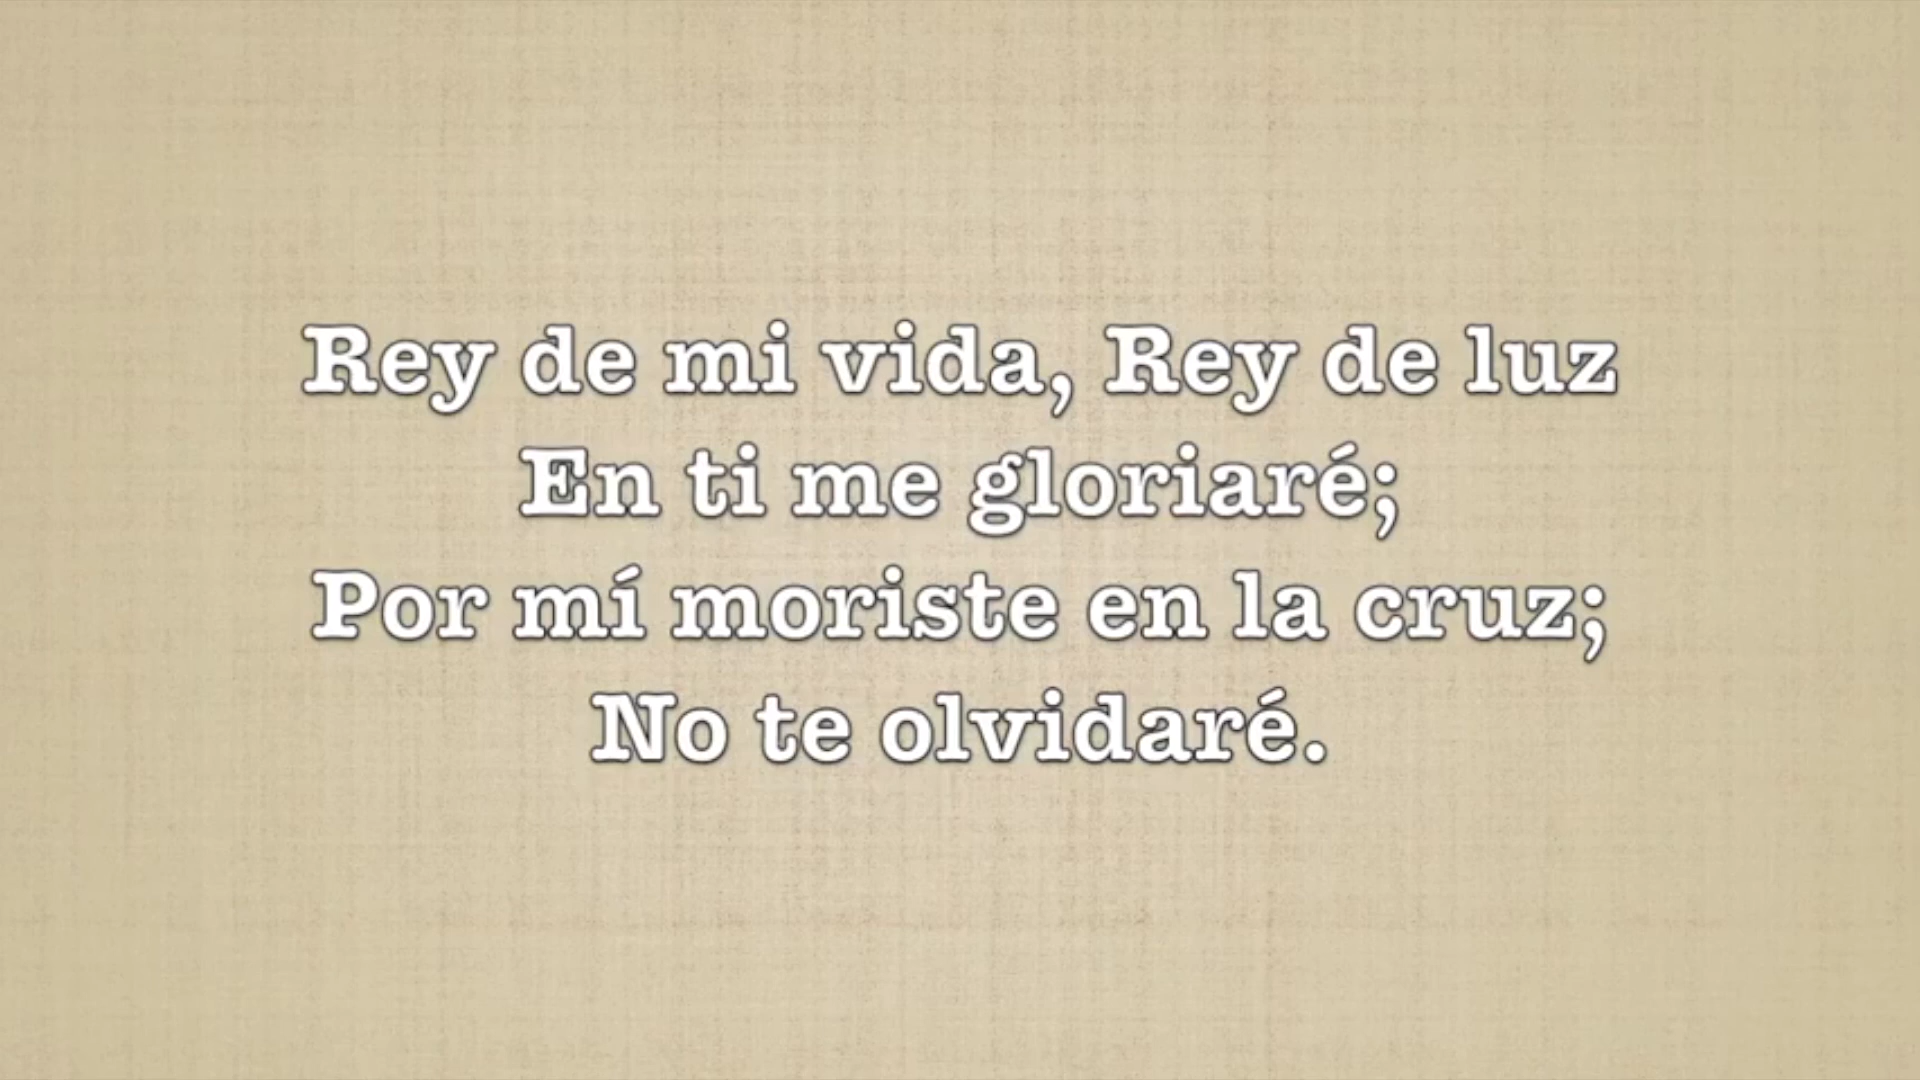 Rey de mi vida, Rey de luz
En ti me gloriaré;
Por mí moriste en la cruz;
No te olvidaré.